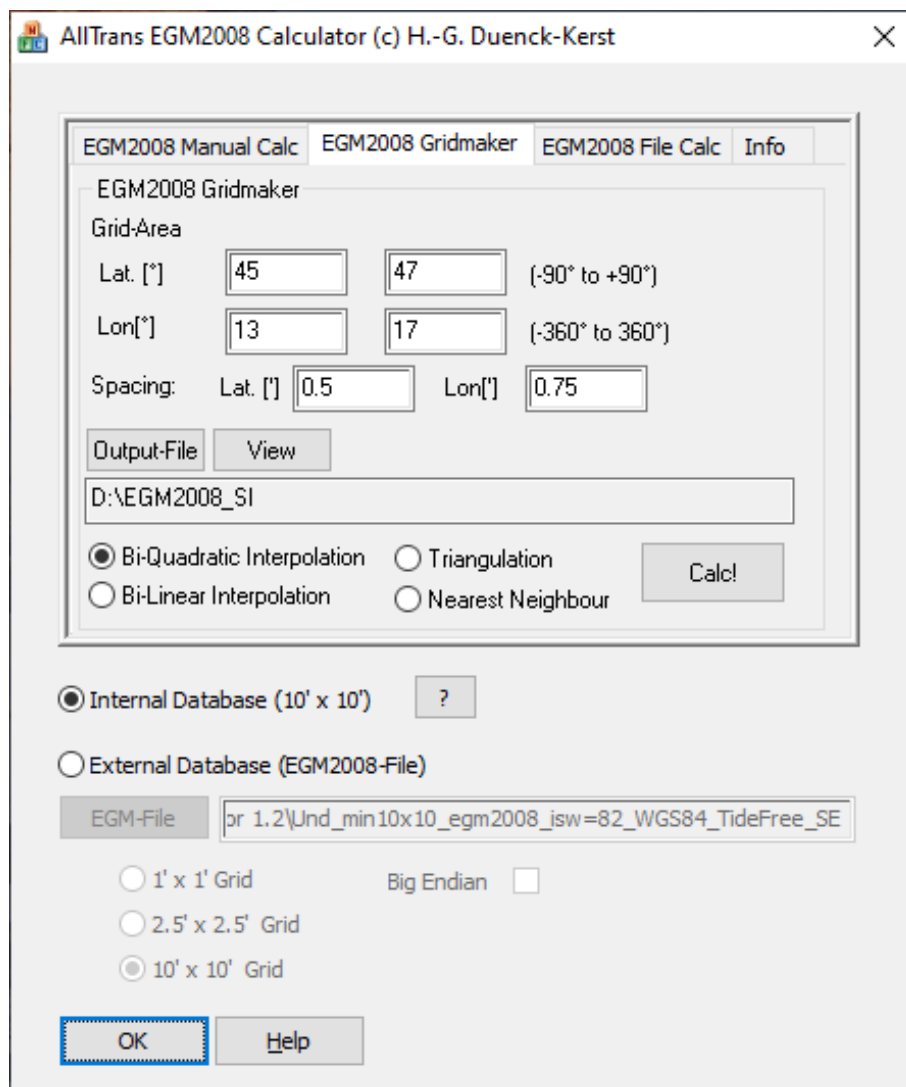 AllTrans EGM2008 Calculator (c) H.-G. Duenck-Kerst
EGM2008 Manual Calc EGM2008 Gridmaker EGM2008 File Calc Info
EGM2008 Gridmaker
Grid-Area
Lat. [°] 45 47 (-90° to +90°)
Lon[°] 13 17 (-360° to 360°)
Spacing: Lat. ['] 0.5 Lon['] 0.75
Output-File View
D:\EGM2008_SI
Bi-Quadratic Interpolation Triangulation
Calc!
Bi-Linear Interpolation Nearest Neighbour
Internal Database (10' x 10') ?
External Database (EGM2008-File)
EGM-File or 1.2\Und_min10x10_egm2008_isw=82_WGS84_TideFree_SE
1' x 1' Grid Big Endian
2.5' x 2.5' Grid
10' x 10' Grid
OK Help